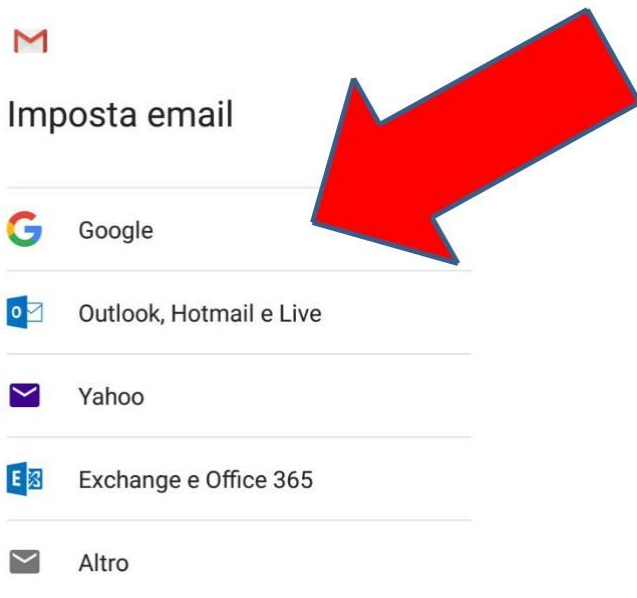 Imposta email
Google
Outlook, Hotmail e Live
Yahoo
Exchange e Office 365
Altro